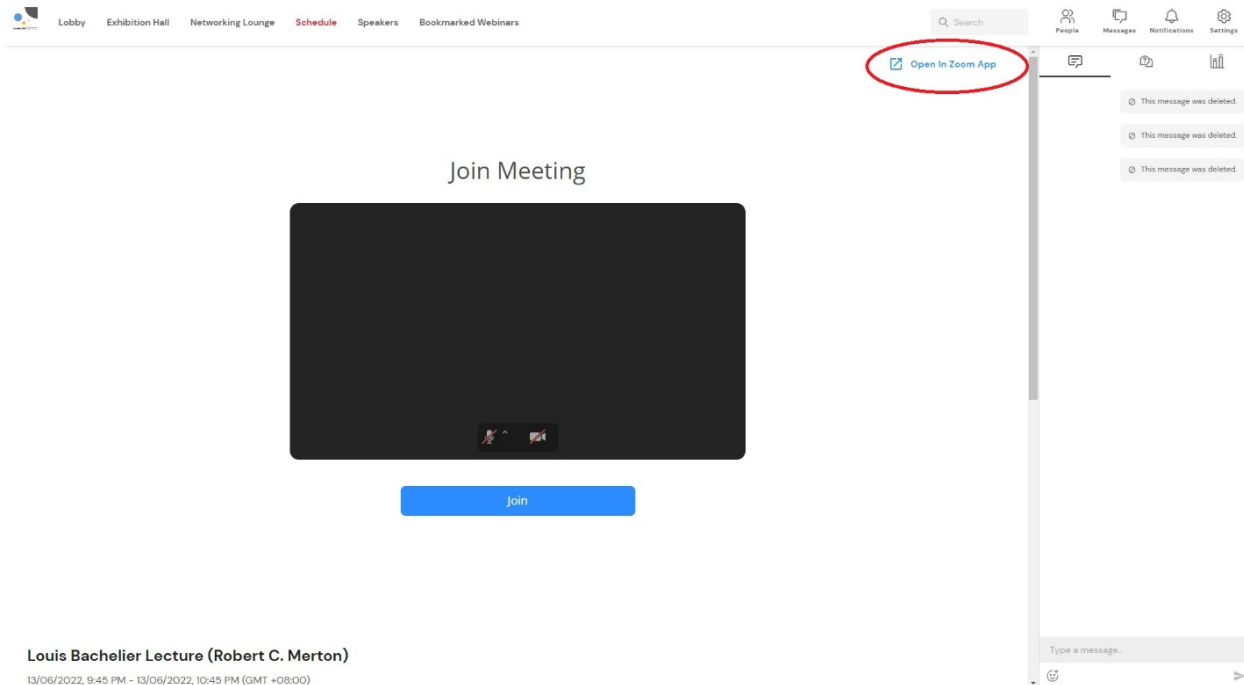 Lobby Exhibition Hall Networking Lounge Schedule Speakers Bookmarked Webinars Search People Messages Notifications Settings
Open In Zoom App
This message was deleted.
This message was deleted.
This message was deleted.
Join Meeting
Join
Louis Bachelier Lecture (Robert C. Merton)
13/06/2022, 9:45 PM - 13/06/2022, 10:45 PM (GMT +08:00)
Type a message...